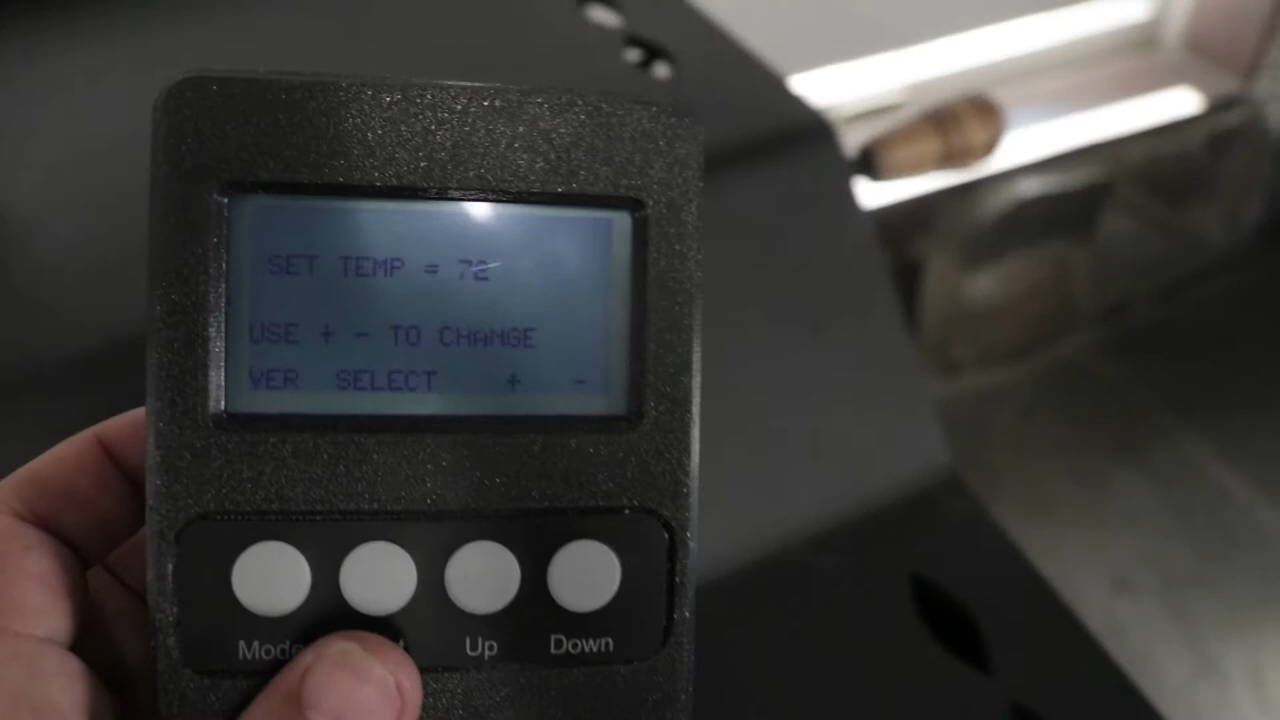 SET TEMP = 72
USE + - TO CHANGE
VER SELECT + -
Mode Up Down